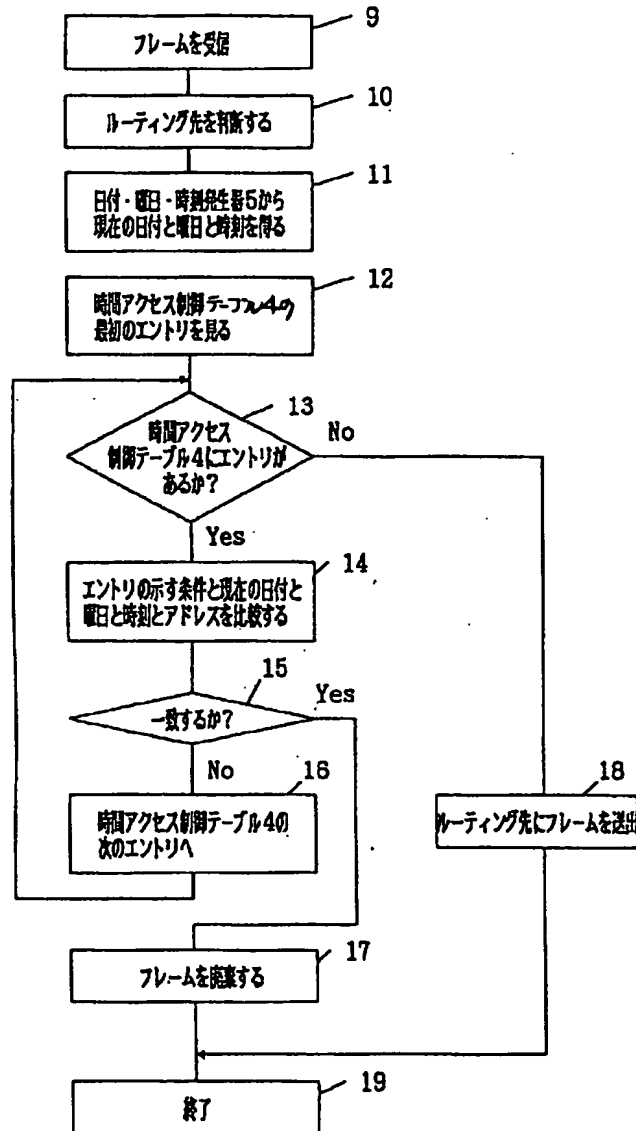 9
フレームを受信
10
ルーティング先を判断する
11
日付・曜日・時刻発生器5から
現在の日付と曜日と時刻を得る
12
時間アクセス制御テーブル4の
最初のエントリを見る
13
時間アクセス
制御テーブル4にエントリが
あるか?
No
Yes
14
エントリの示す条件と現在の日付と
曜日と時刻とアドレスを比較する
15
一致するか?
Yes
No
16
時間アクセス制御テーブル4の
次のエントリへ
18
ルーティング先にフレームを送出
17
フレームを廃棄する
19
終了